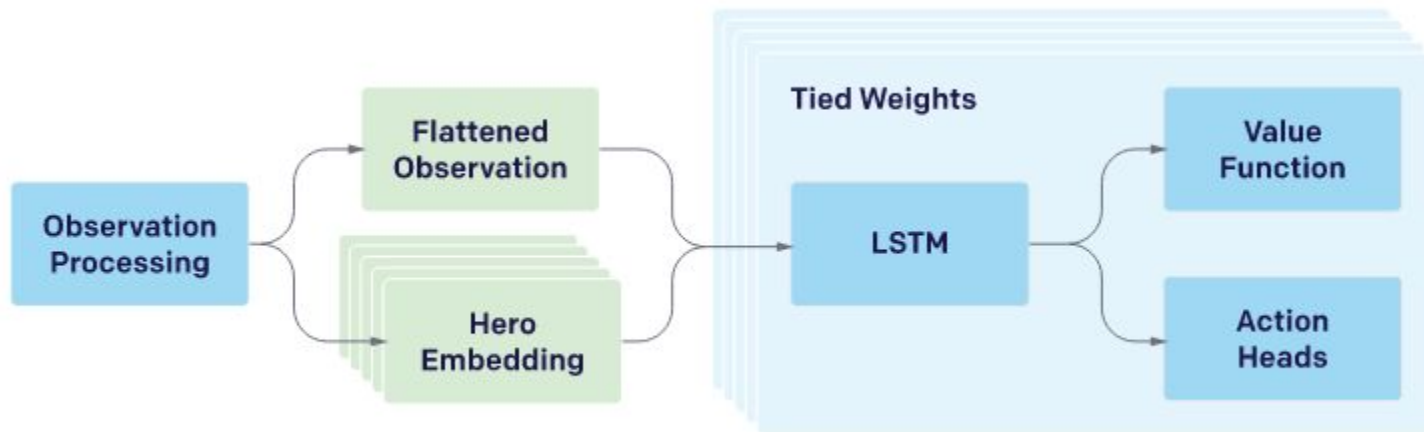 Observation
Processing
Flattened
Observation
Hero
Embedding
Tied Weights
LSTM
Value
Function
Action
Heads